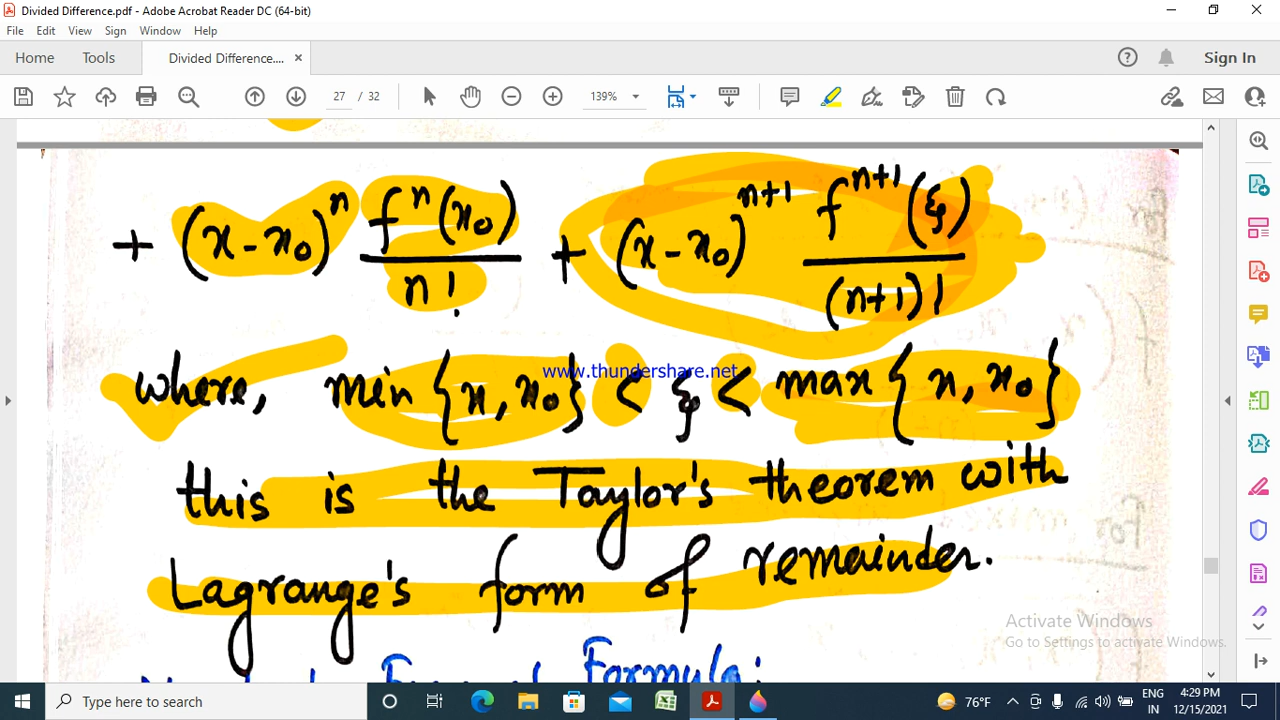 Divided Difference.pdf - Adobe Acrobat Reader DC (64-bit)
File Edit View Sign Window Help
Home Tools Divided Difference.... × Sign In
27 / 32 139%
+ (x-x₀)ⁿ fⁿ(x₀)/n! + (x-x₀)ⁿ⁺¹ fⁿ⁺¹(ξ)/(n+1)!
where, min{x, x₀} < ξ < max{x, x₀}
www.thundershare.net
this is the Taylor's theorem with
Lagrange's form of remainder.
Formula:
Activate Windows
Go to Settings to activate Windows.
Type here to search
76°F ENG IN 4:29 PM 12/15/2021